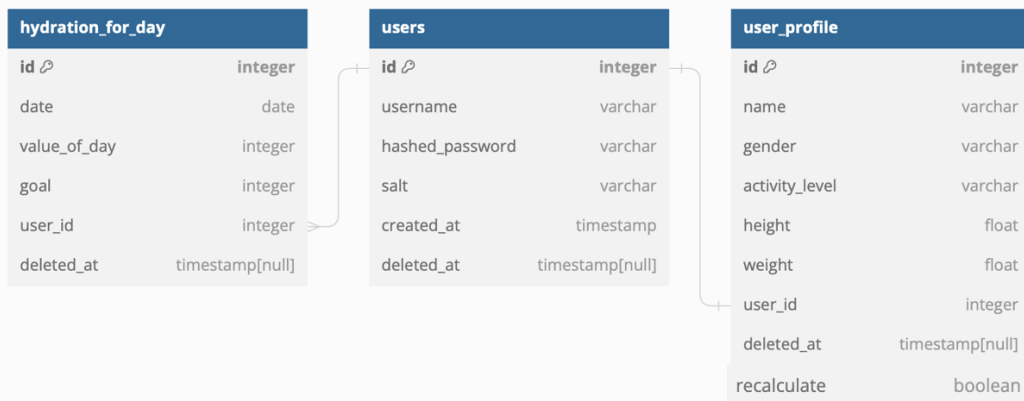 hydration_for_day
id integer
date date
value_of_day integer
goal integer
user_id integer
deleted_at timestamp[null]
users
id integer
username varchar
hashed_password varchar
salt varchar
created_at timestamp
deleted_at timestamp[null]
user_profile
id integer
name varchar
gender varchar
activity_level varchar
height float
weight float
user_id integer
deleted_at timestamp[null]
recalculate boolean